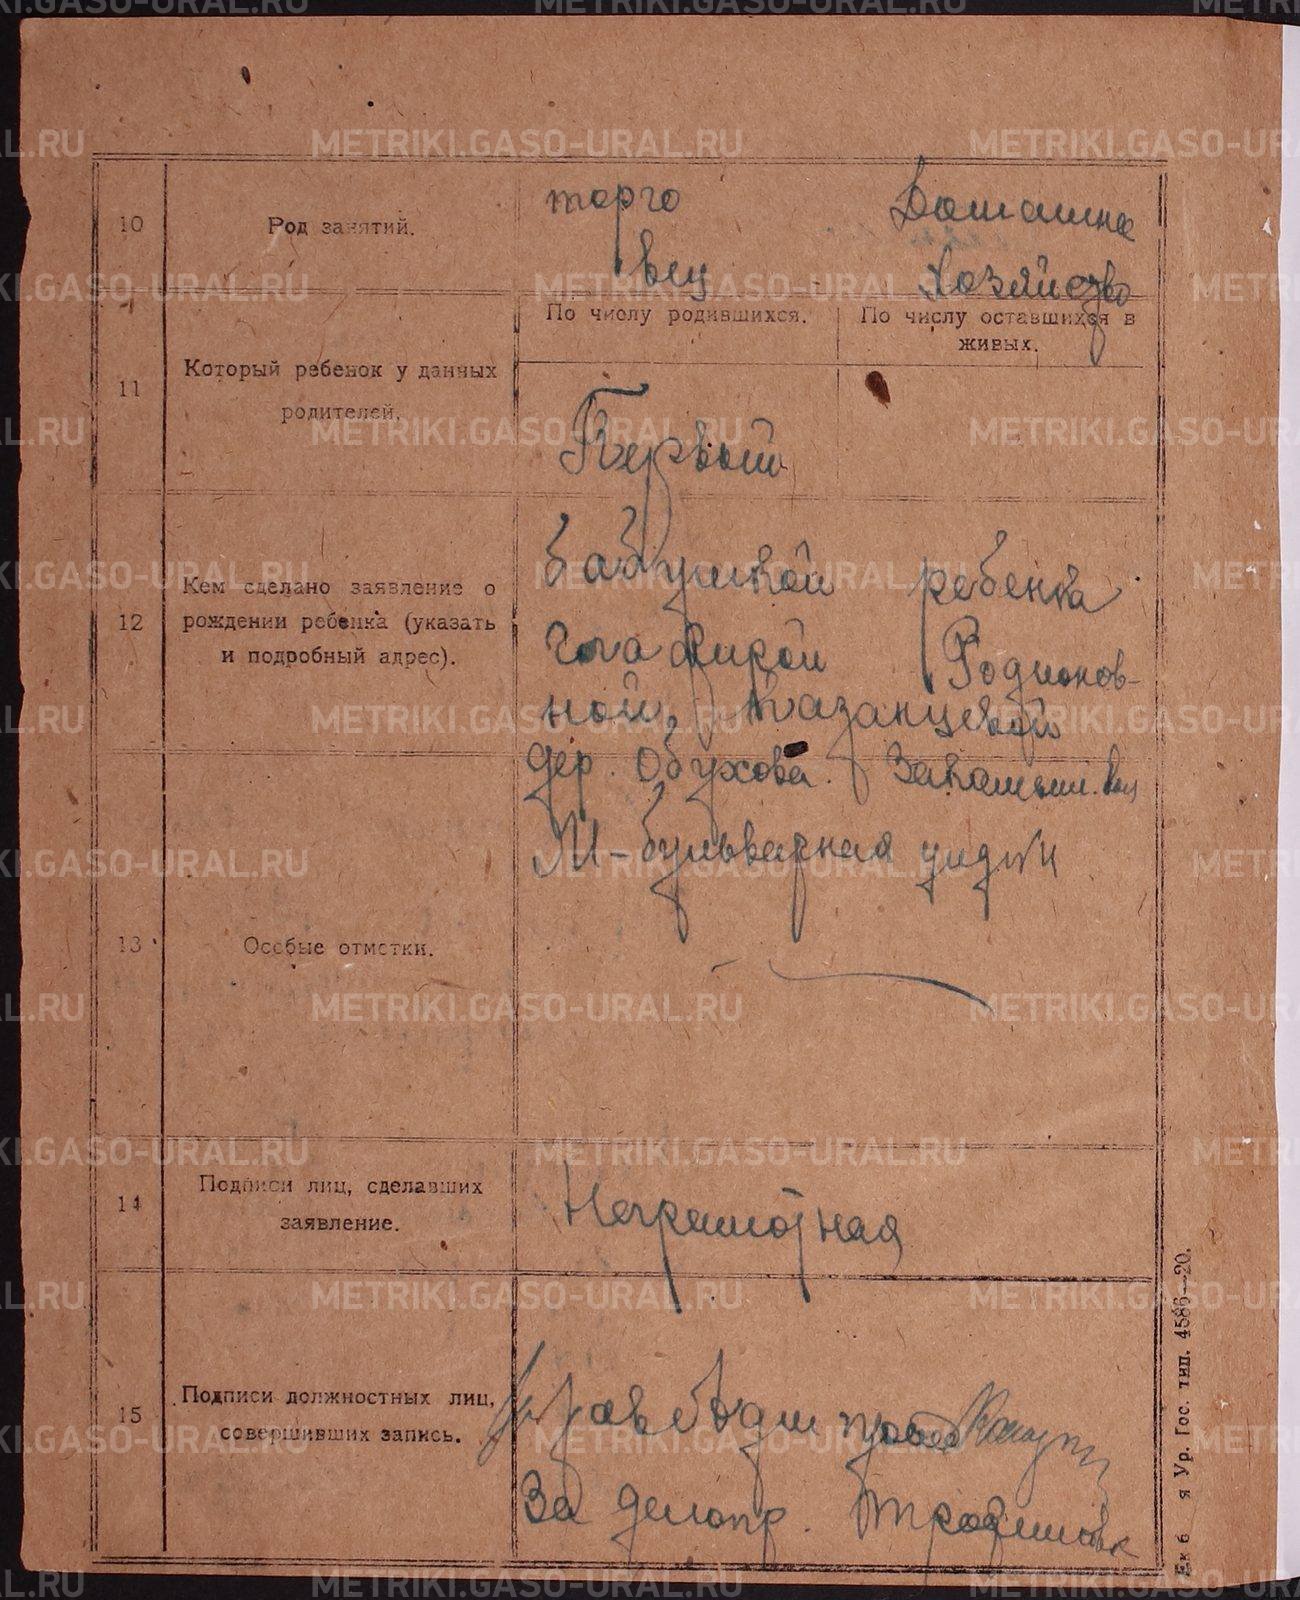 10
Род занятий.
торго
вец
Домашнее
хозяйство
11
Который ребенок у данных
родителей.
По числу родившихся.
По числу оставшихся в
живых.
Первый
12
Кем сделано заявление о
рождении ребенка (указать
и подробный адрес).
бабушкой ребенка
Родионов-
ной, Казанцевой
дер. Обухова.
М-бульварная
13
Особые отметки.
14
Подписи лиц, сделавших
заявление.
Неграмотная
15
Подписи должностных лиц,
совершивших запись.
За делопр.
я Ур. Гос. тип. 4586—20.
METRIKI.GASO-URAL.RU